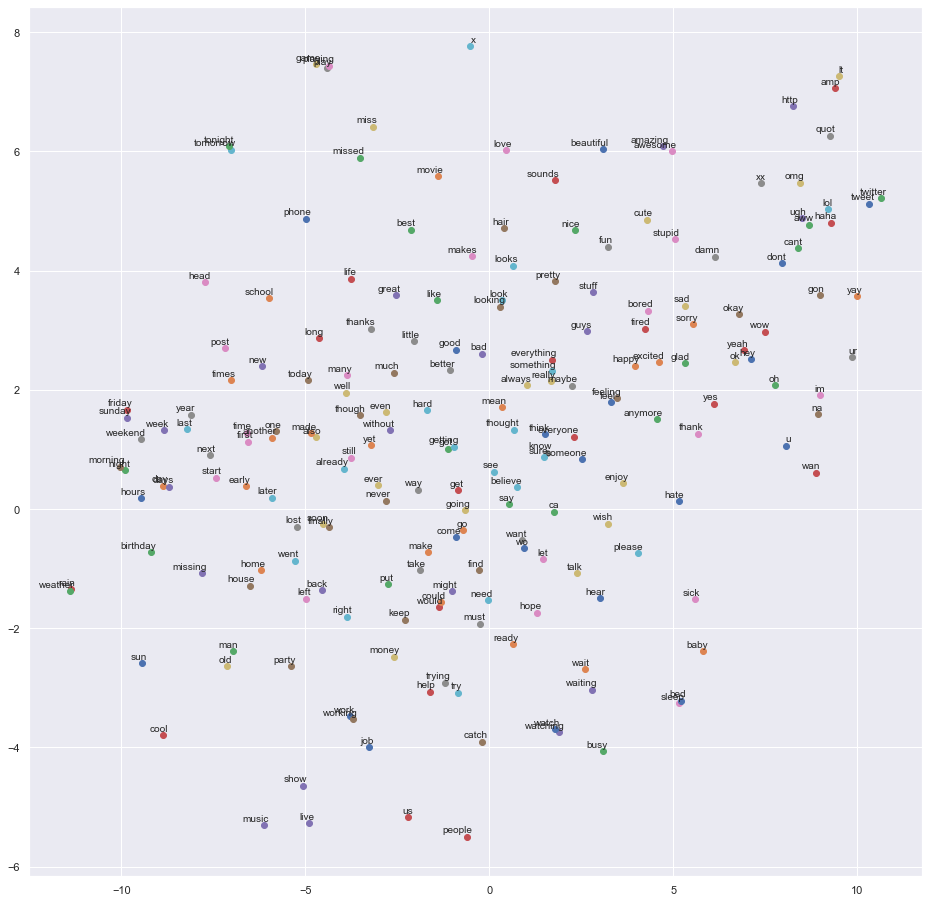 8
x
game
playing
play
lt
amp
http
miss
quot
tonight
tomorrow
6
missed
love
beautiful
amazing
awesome
movie
sounds
xx
omg
twitter
tweet
phone
best
hair
nice
cute
ugh
lol
aww
haha
fun
stupid
damn
cant
makes
looks
dont
4
head
life
pretty
school
great
like
look
looking
stuff
gon
yay
bored
sad
okay
long
thanks
little
guys
tired
sorry
wow
post
good
bad
yeah
everything
something
ok
hey
ur
new
many
much
better
happy
excited
glad
times
today
well
always
really
maybe
oh
2
friday
sunday
year
though
even
hard
mean
feeling
feel
yes
im
na
weekend
week
last
time
first
another
one
made
also
yet
without
thought
think
everyone
anymore
thank
getting
got
know
sure
someone
u
next
still
morning
night
already
see
wan
start
day
days
early
ever
way
get
believe
enjoy
hours
later
never
say
hate
0
soon
finally
lost
going
ca
wish
birthday
went
make
come
go
want
wo
please
missing
home
take
find
let
talk
rain
weather
house
left
back
put
might
need
hear
sick
could
would
right
keep
must
hope
−2
man
old
sun
party
money
ready
wait
baby
trying
help
try
waiting
bed
sleep
work
working
watch
watching
cool
job
catch
busy
−4
show
music
live
us
people
−6
−10
−5
0
5
10